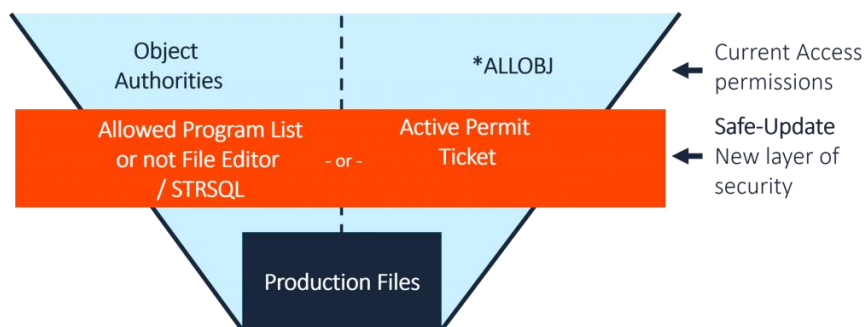 Object
Authorities
*ALLOBJ
Current Access
permissions
Allowed Program List
or not File Editor
/ STRSQL
- or -
Active Permit
Ticket
Safe-Update
New layer of
security
Production Files